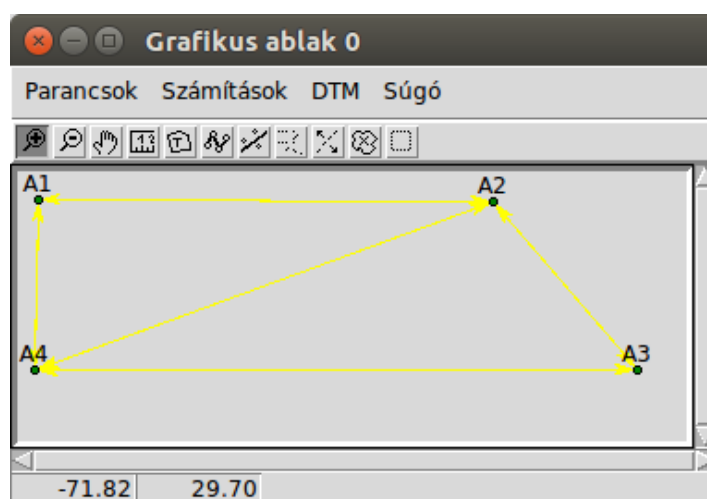 Grafikus ablak 0
Parancsok Számítások DTM Súgó
A1
A2
A4
A3
-71.82 29.70